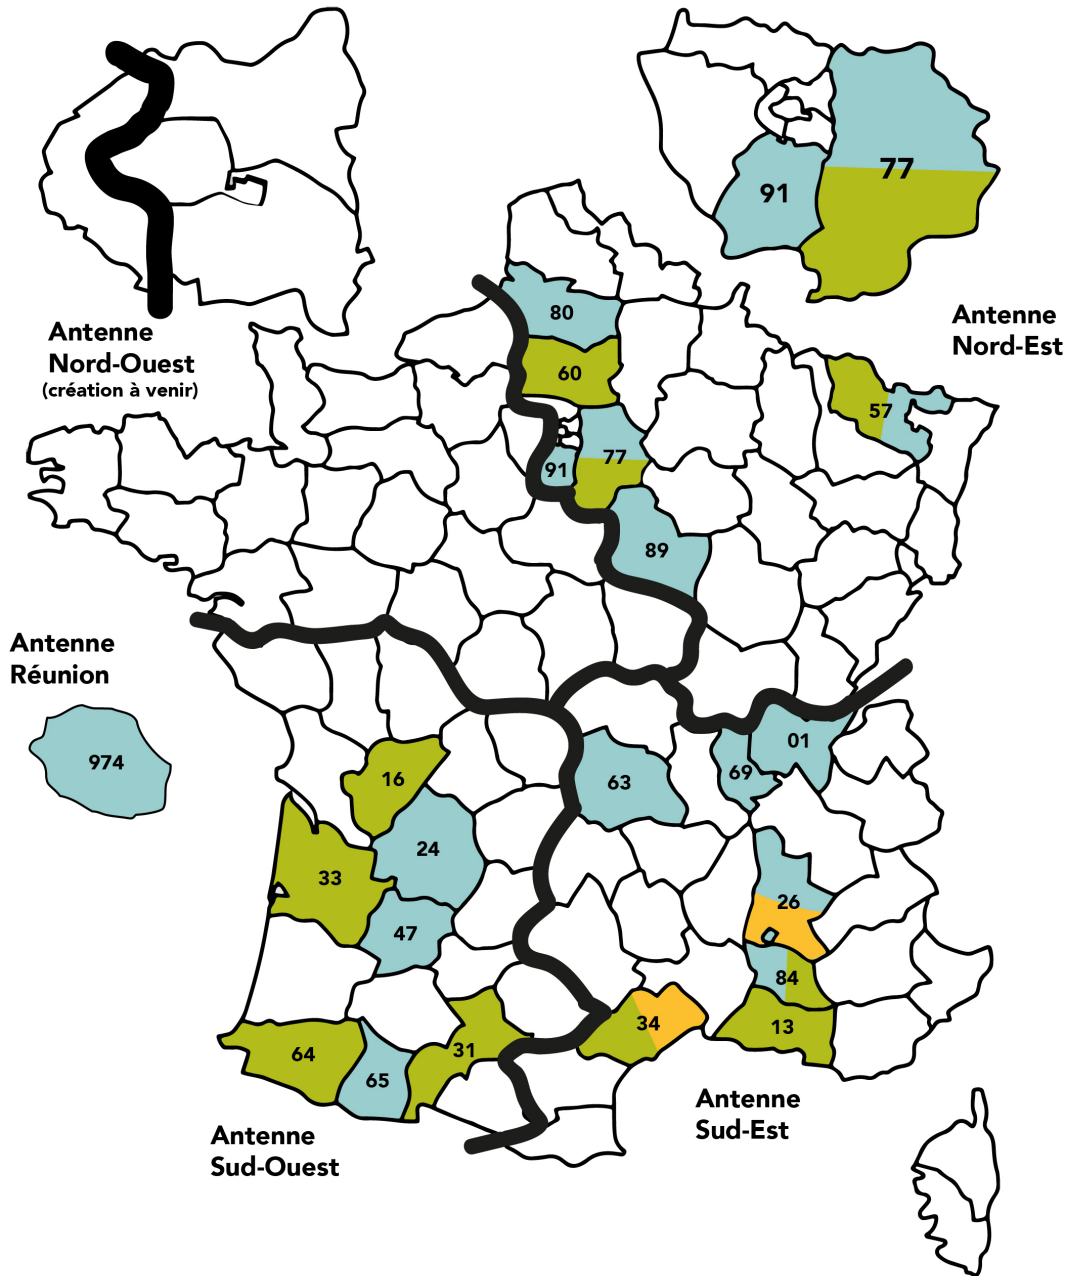 77
91
Antenne
Nord-Est
Antenne
Nord-Ouest
(création à venir)
80
60
57
77
91
89
Antenne
Réunion
974
01
69
63
16
24
33
47
26
84
34
13
31
64
65
Antenne
Sud-Est
Antenne
Sud-Ouest